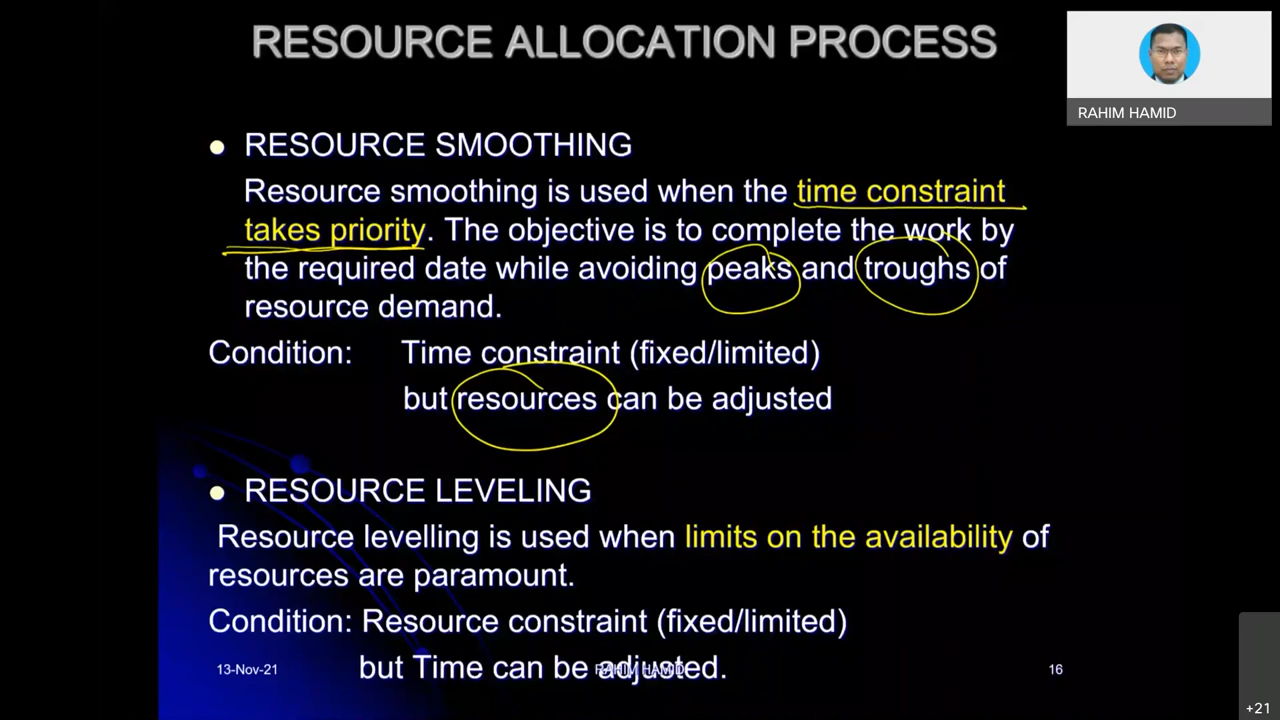 RESOURCE ALLOCATION PROCESS
RAHIM HAMID
RESOURCE SMOOTHING
Resource smoothing is used when the time constraint
takes priority. The objective is to complete the work by
the required date while avoiding peaks and troughs of
resource demand.
Condition: Time constraint (fixed/limited)
but resources can be adjusted
RESOURCE LEVELING
Resource levelling is used when limits on the availability of
resources are paramount.
Condition: Resource constraint (fixed/limited)
but Time can be adjusted.
13-Nov-21
RAHIM HAMID
16
+21